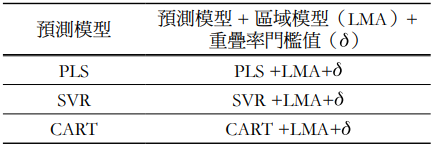 預測模型
預測模型 + 區域模型（LMA）+
重疊率門檻值（δ）
PLS
PLS +LMA+δ
SVR
SVR +LMA+δ
CART
CART +LMA+δ